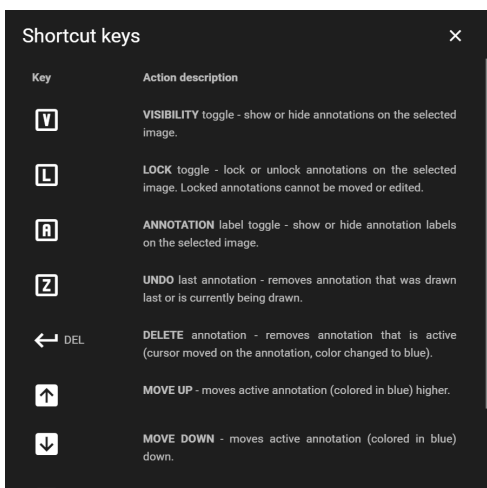 Shortcut keys
Key Action description
V VISIBILITY toggle - show or hide annotations on the selected
image.
L LOCK toggle - lock or unlock annotations on the selected
image. Locked annotations cannot be moved or edited.
A ANNOTATION label toggle - show or hide annotation labels
on the selected image.
Z UNDO last annotation - removes annotation that was drawn
last or is currently being drawn.
DEL DELETE annotation - removes annotation that is active
(cursor moved on the annotation, color changed to blue).
MOVE UP - moves active annotation (colored in blue) higher.
MOVE DOWN - moves active annotation (colored in blue)
down.